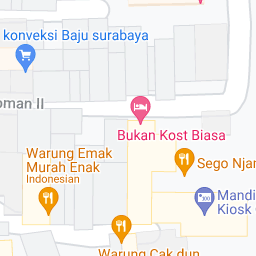 konveksi Baju surabaya
oman II
Bukan Kost Biasa
Warung Emak
Murah Enak
Indonesian
Sego Njam
Mandi
Kiosk
Warung Cak dun